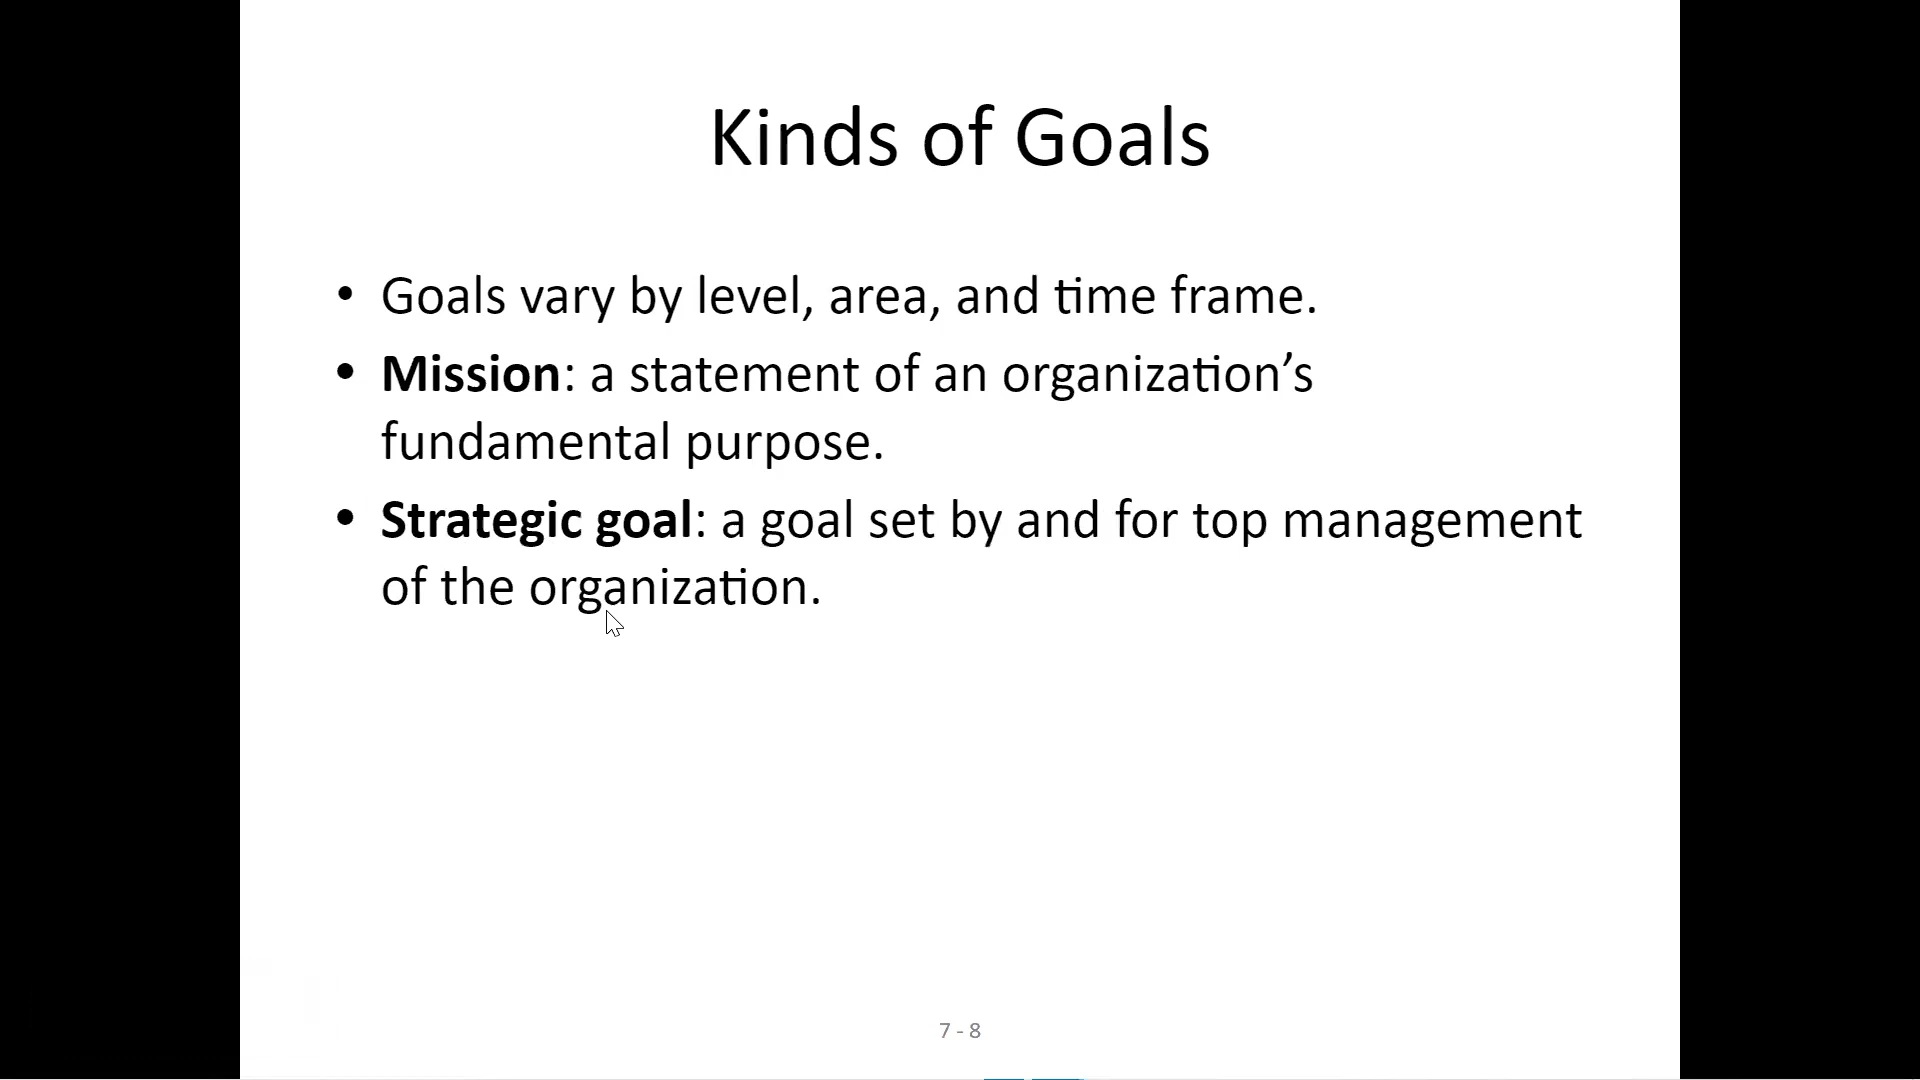 Kinds of Goals
• Goals vary by level, area, and time frame.
• Mission: a statement of an organization’s
fundamental purpose.
• Strategic goal: a goal set by and for top management
of the organization.
7 - 8